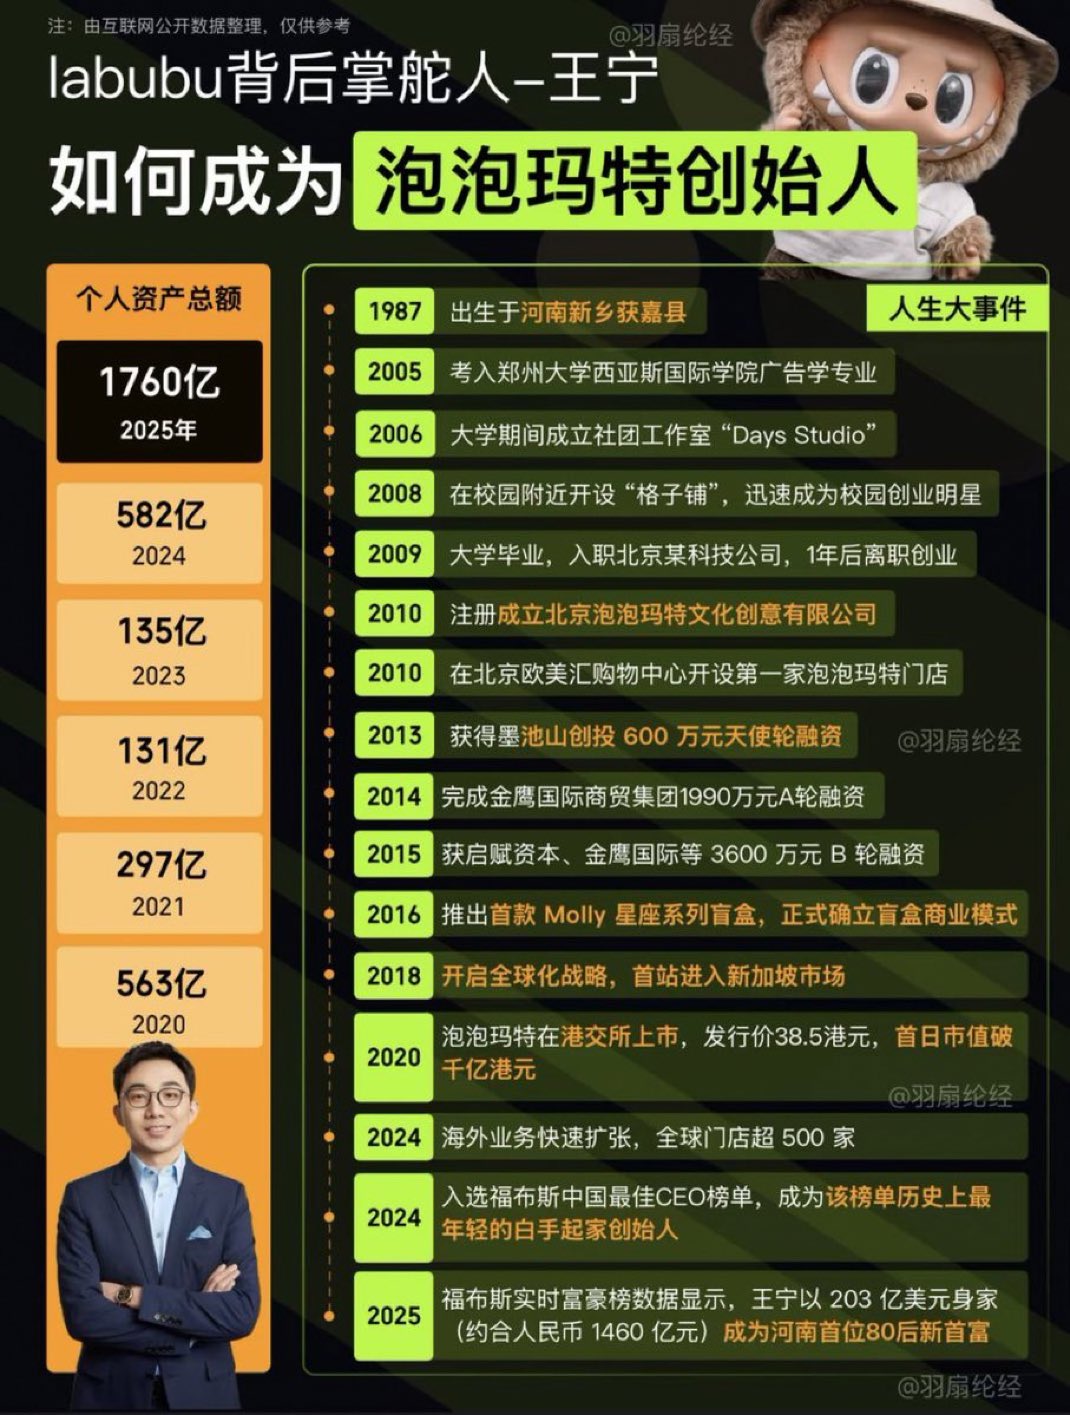 注：由互联网公开数据整理，仅供参考
@羽扇纶经
labubu背后掌舵人-王宁
如何成为 泡泡玛特创始人
个人资产总额
1760亿
2025年
582亿
2024
135亿
2023
131亿
2022
297亿
2021
563亿
2020
人生大事件
1987 出生于河南新乡获嘉县
2005 考入郑州大学西亚斯国际学院广告学专业
2006 大学期间成立社团工作室 “Days Studio”
2008 在校园附近开设 “格子铺”，迅速成为校园创业明星
2009 大学毕业，入职北京某科技公司，1年后离职创业
2010 注册成立北京泡泡玛特文化创意有限公司
2010 在北京欧美汇购物中心开设第一家泡泡玛特门店
2013 获得墨池山创投 600 万元天使轮融资
@羽扇纶经
2014 完成金鹰国际商贸集团1990万元A轮融资
2015 获启赋资本、金鹰国际等 3600 万元 B 轮融资
2016 推出首款 Molly 星座系列盲盒，正式确立盲盒商业模式
2018 开启全球化战略，首站进入新加坡市场
2020 泡泡玛特在港交所上市，发行价38.5港元，首日市值破
千亿港元
@羽扇纶经
2024 海外业务快速扩张，全球门店超 500 家
2024 入选福布斯中国最佳CEO榜单，成为该榜单历史上最
年轻的白手起家创始人
2025 福布斯实时富豪榜数据显示，王宁以 203 亿美元身家
（约合人民币 1460 亿元）成为河南首位80后新首富
@羽扇纶经